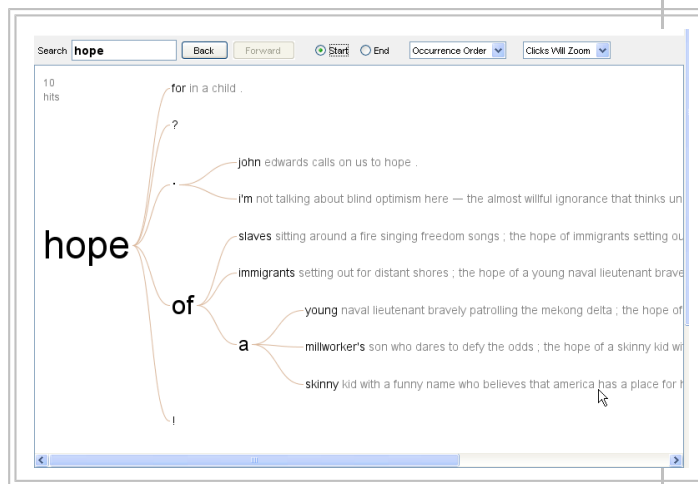 Search hope Back Forward Start End Occurrence Order Clicks Will Zoom
10
hits
for in a child .
?
john edwards calls on us to hope .
.
i'm not talking about blind optimism here — the almost willful ignorance that thinks un
slaves sitting around a fire singing freedom songs ; the hope of immigrants setting ou
hope
immigrants setting out for distant shores ; the hope of a young naval lieutenant brave
of
young naval lieutenant bravely patrolling the mekong delta ; the hope of
a
millworker's son who dares to defy the odds ; the hope of a skinny kid wi
skinny kid with a funny name who believes that america has a place for h
!